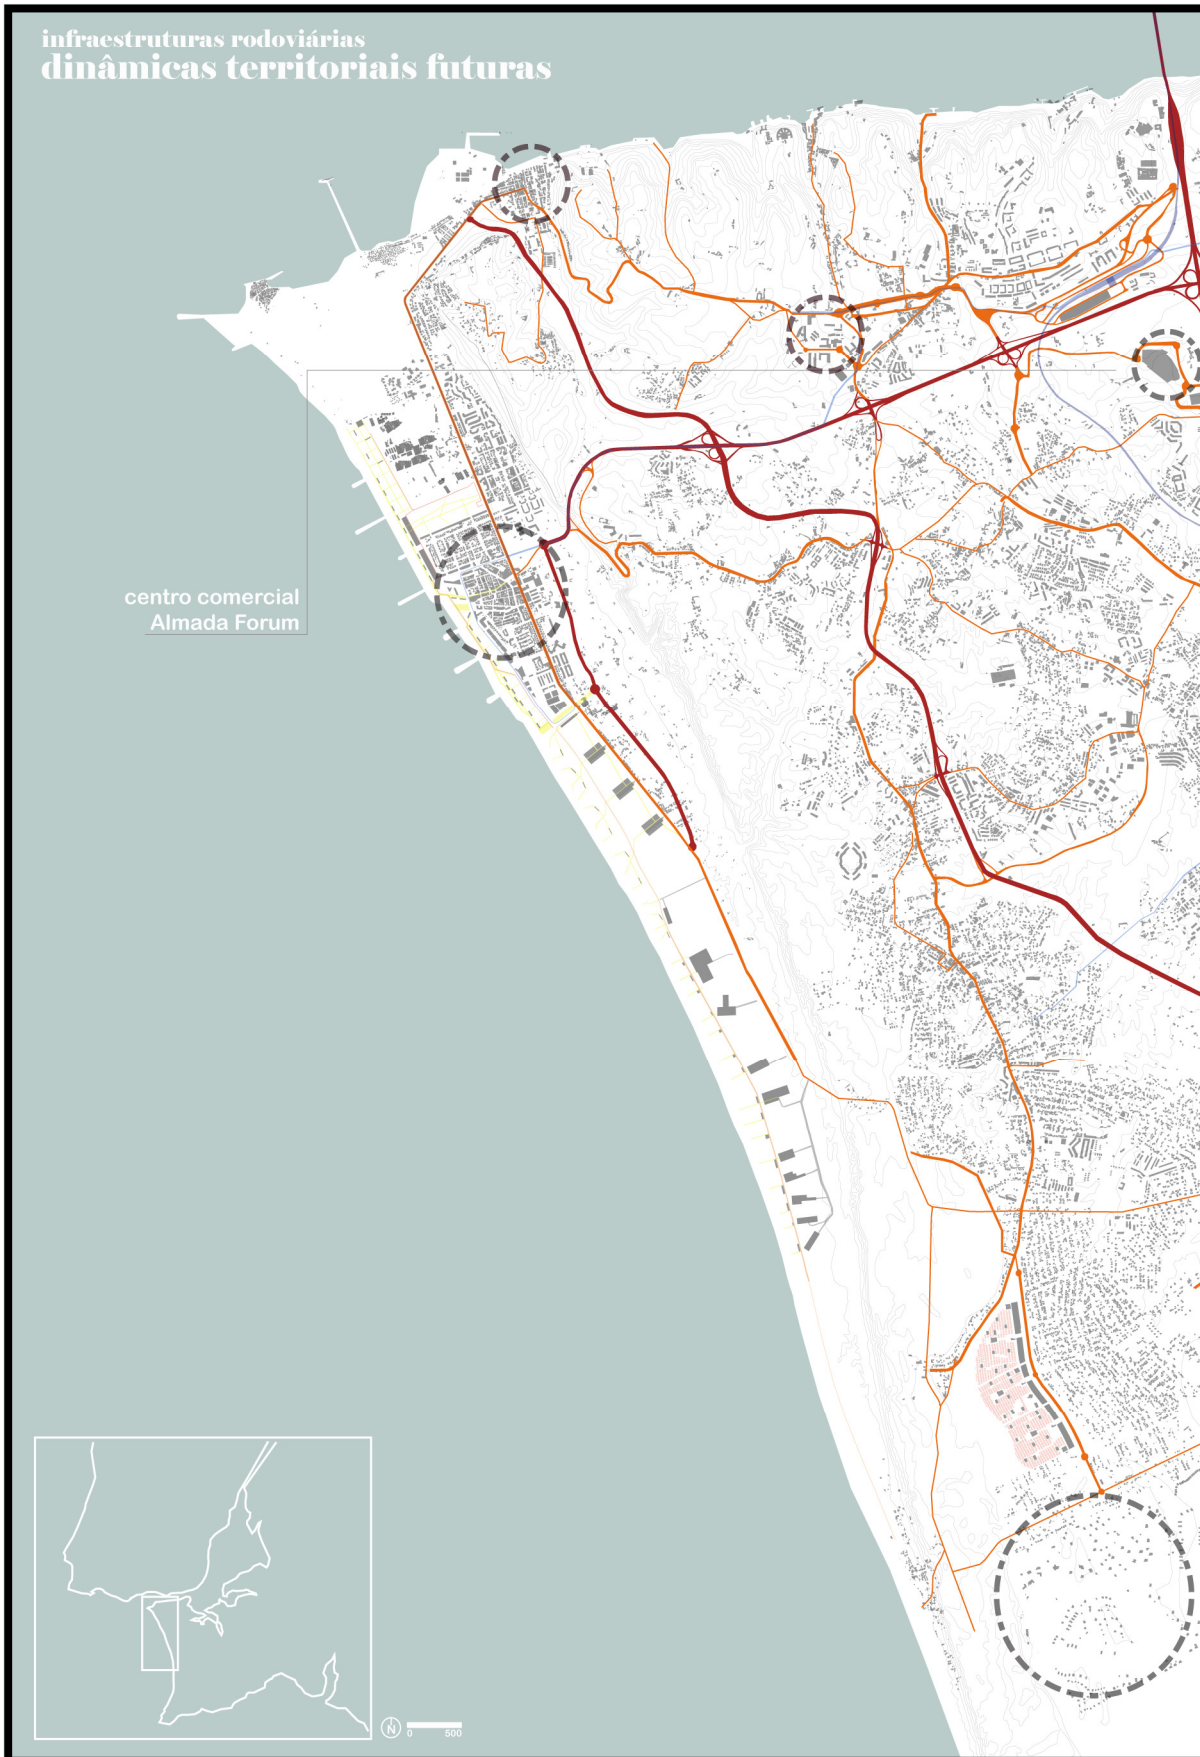 infraestruturas rodoviárias
dinâmicas territoriais futuras
centro comercial
Almada Forum
N
0 500